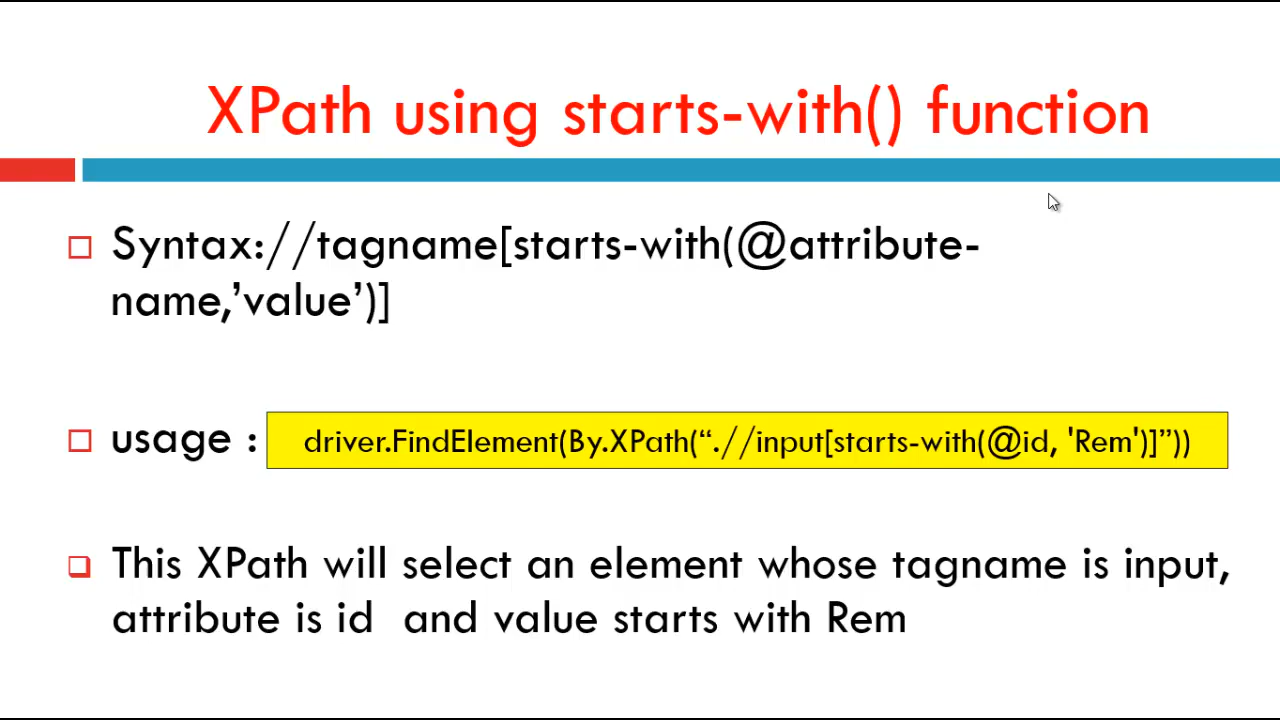 XPath using starts-with() function
Syntax://tagname[starts-with(@attribute-
name,’value’)]
usage : driver.FindElement(By.XPath(“.//input[starts-with(@id, 'Rem')]”))
This XPath will select an element whose tagname is input,
attribute is id  and value starts with Rem